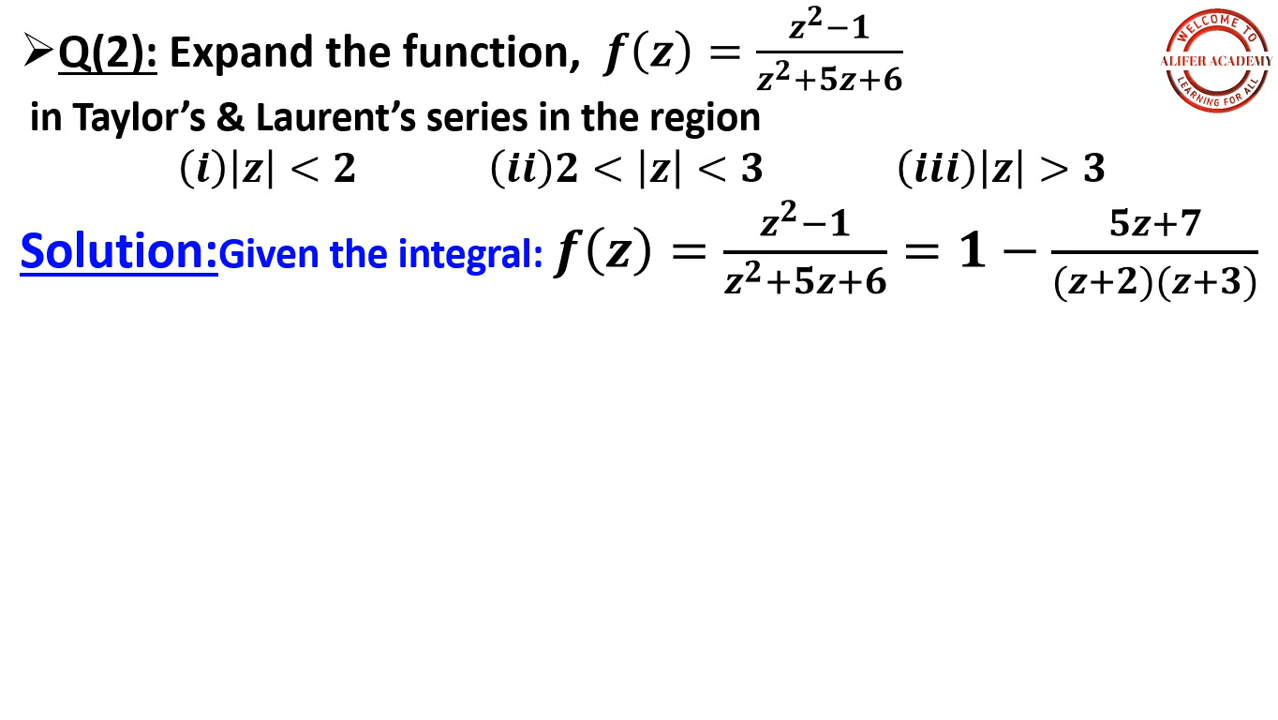 ➢Q(2): Expand the function, f(z) = (z²−1)/(z²+5z+6)
in Taylor’s & Laurent’s series in the region
(i)|z| < 2 (ii)2 < |z| < 3 (iii)|z| > 3
Solution:Given the integral: f(z) = (z²−1)/(z²+5z+6) = 1 − (5z+7)/((z+2)(z+3))
WELCOME TO
ALIFER ACADEMY
LEARNING FOR ALL